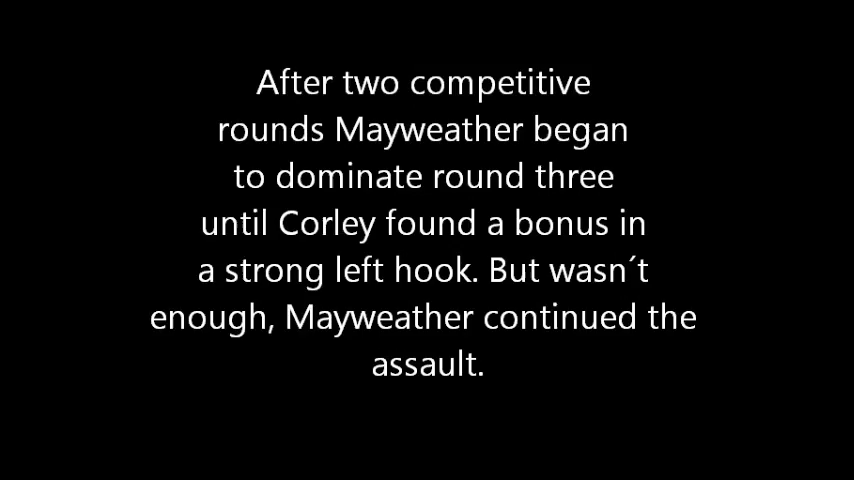 After two competitive
rounds Mayweather began
to dominate round three
until Corley found a bonus in
a strong left hook. But wasn´t
enough, Mayweather continued the
assault.